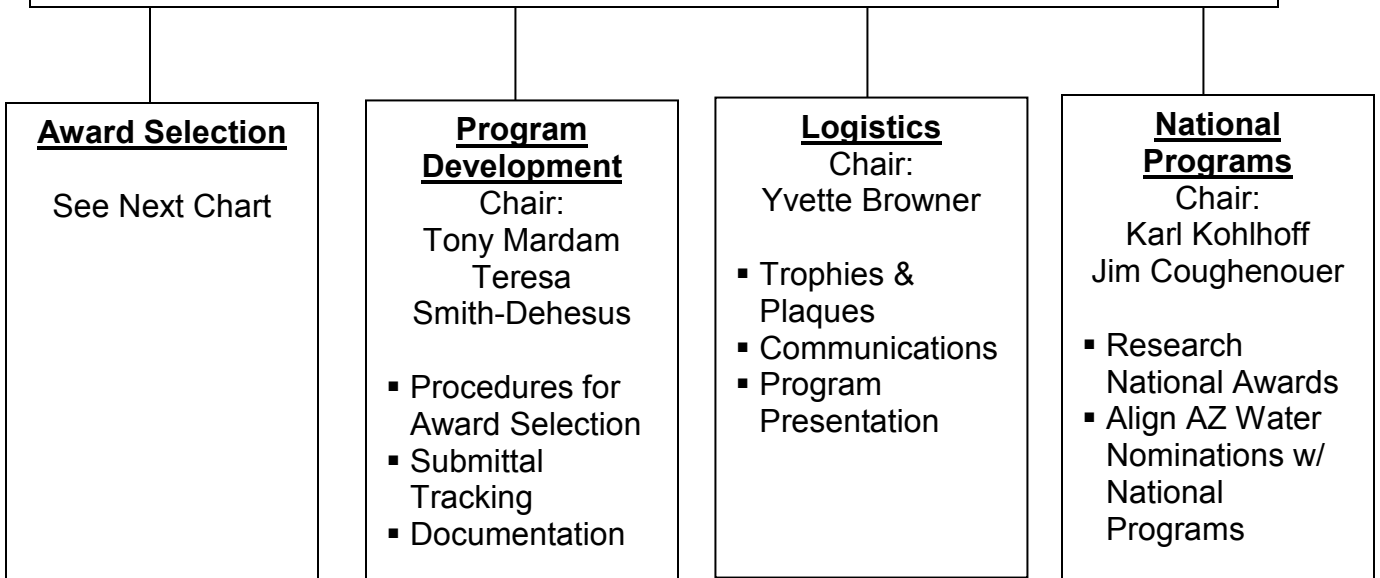 Award Selection
See Next Chart
Program
Development
Chair:
Tony Mardam
Teresa
Smith-Dehesus
▪ Procedures for
Award Selection
▪ Submittal
Tracking
▪ Documentation
Logistics
Chair:
Yvette Browner
▪ Trophies &
Plaques
▪ Communications
▪ Program
Presentation
National
Programs
Chair:
Karl Kohlhoff
Jim Coughenouer
▪ Research
National Awards
▪ Align AZ Water
Nominations w/
National
Programs